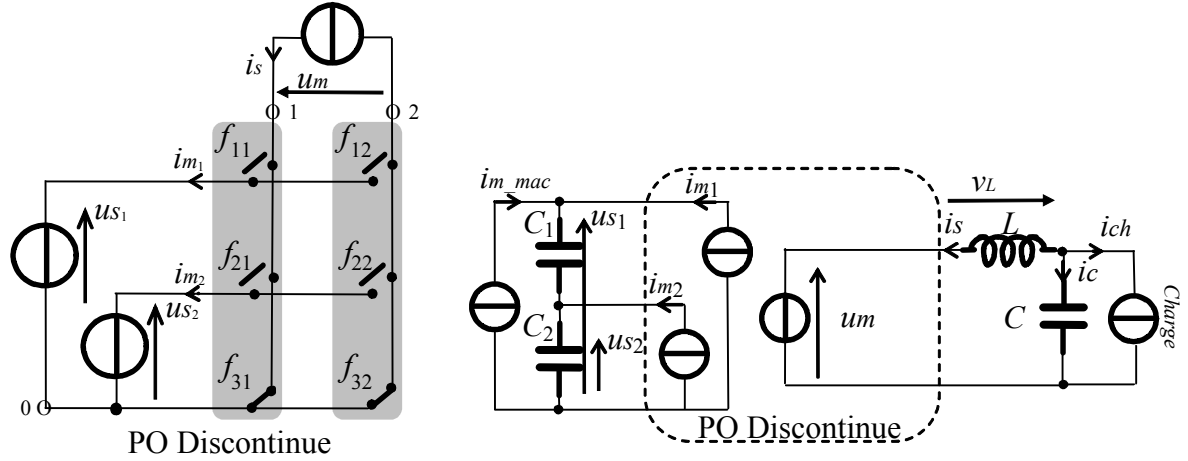 is
um
1
2
f11
f12
im1
us1
f21
f22
im2
us2
f31
f32
0
PO Discontinue
im_mac
im1
vL
C1
us1
is
L
ich
im2
ic
C2
us2
um
C
Charge
PO Discontinue